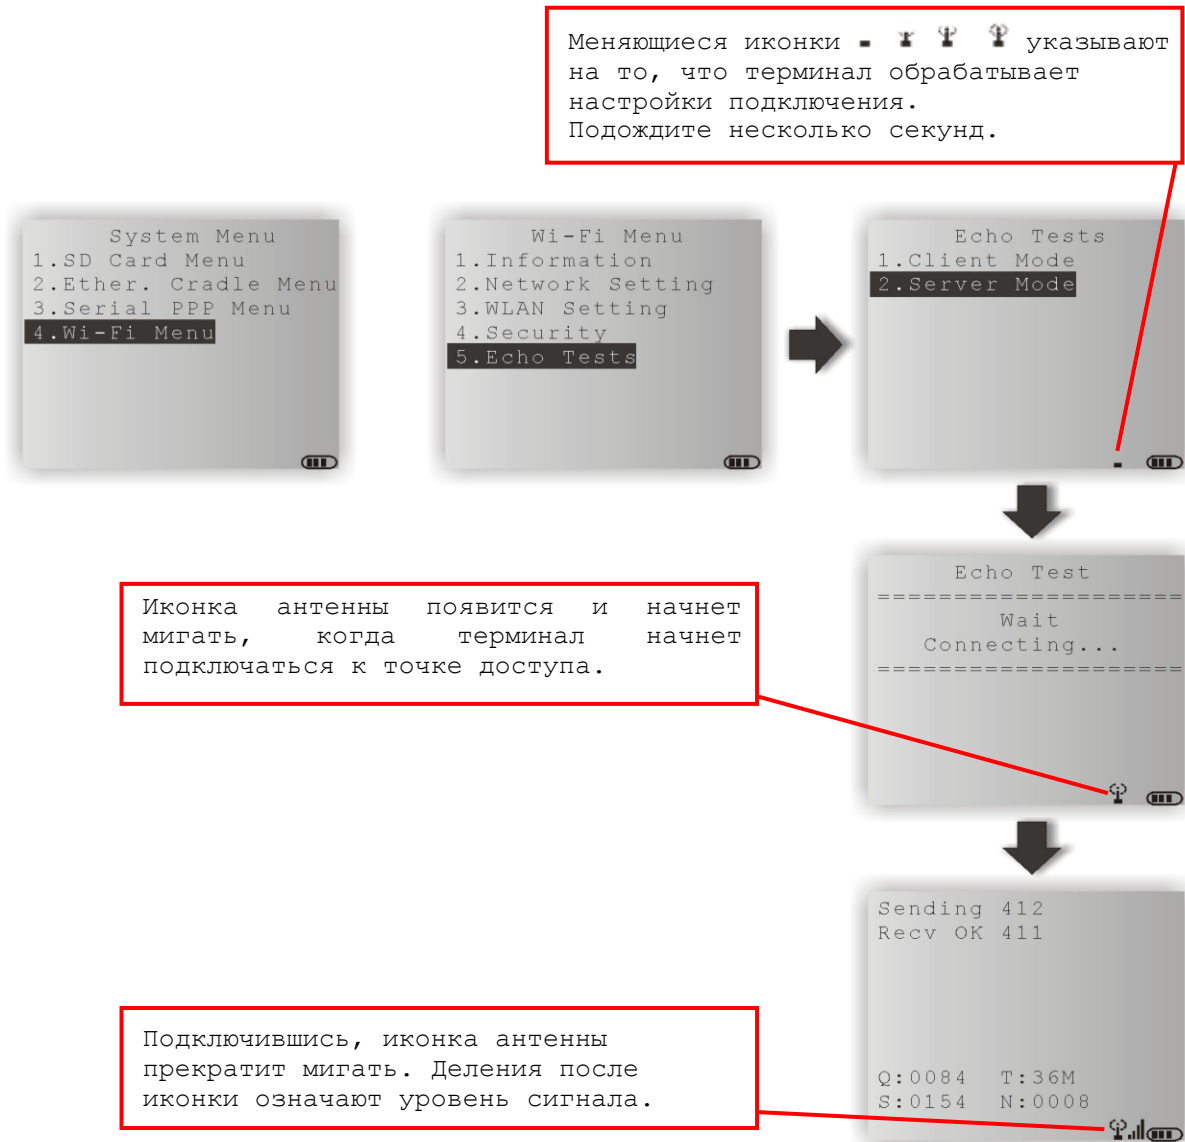 Меняющиеся иконки указывают
на то, что терминал обрабатывает
настройки подключения.
Подождите несколько секунд.
System Menu
1.SD Card Menu
2.Ether. Cradle Menu
3.Serial PPP Menu
4.Wi-Fi Menu
Wi-Fi Menu
1.Information
2.Network Setting
3.WLAN Setting
4.Security
5.Echo Tests
Echo Tests
1.Client Mode
2.Server Mode
Echo Test
====================
Wait
Connecting...
====================
Иконка антенны появится и начнет
мигать, когда терминал начнет
подключаться к точке доступа.
Sending 412
Recv OK 411
Q:0084 T:36M
S:0154 N:0008
Подключившись, иконка антенны
прекратит мигать. Деления после
иконки означают уровень сигнала.